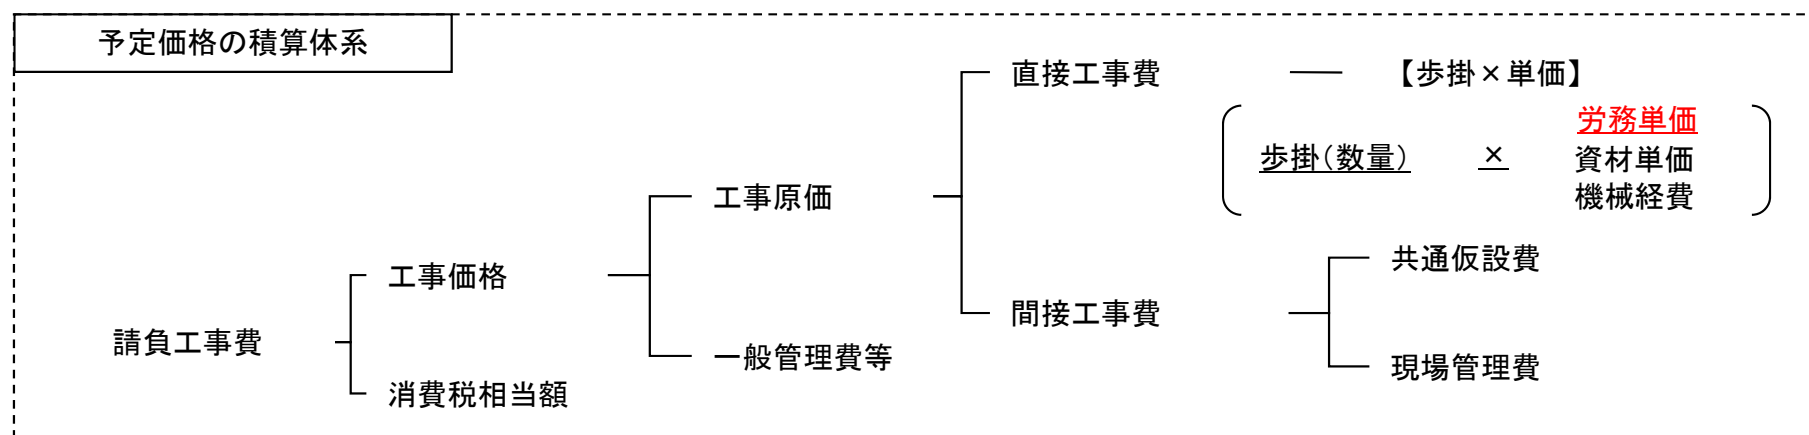 予定価格の積算体系
直接工事費
【歩掛×単価】
労務単価
歩掛(数量)
×
資材単価
機械経費
工事原価
共通仮設費
工事価格
間接工事費
請負工事費
一般管理費等
現場管理費
消費税相当額